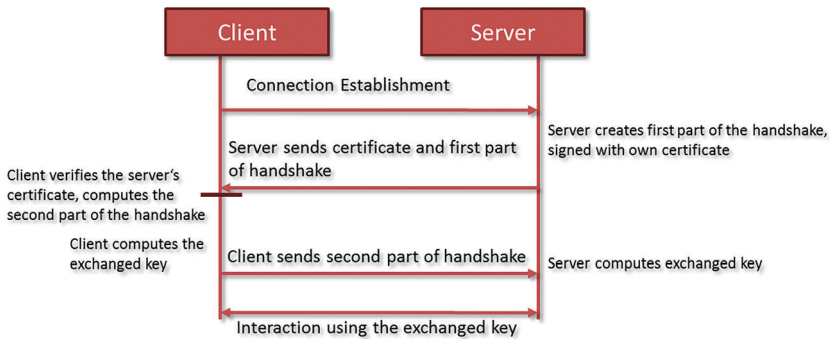 Client
Server
Connection Establishment
Server creates first part of the handshake,
signed with own certificate
Server sends certificate and first part
of handshake
Client verifies the server‘s
certificate, computes the
second part of the handshake
Client computes the
exchanged key
Client sends second part of handshake
Server computes exchanged key
Interaction using the exchanged key